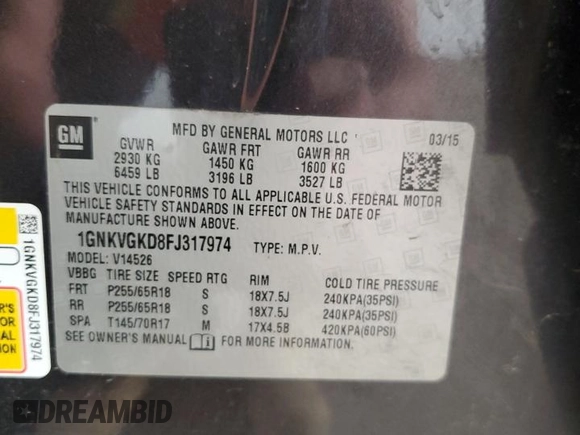 GM
MFD BY GENERAL MOTORS LLC
03/15
GVWR GAWR FRT GAWR RR
2930 KG 1450 KG 1600 KG
6459 LB 3196 LB 3527 LB
THIS VEHICLE CONFORMS TO ALL APPLICABLE U.S. FEDERAL MOTOR
VEHICLE SAFETY STANDARDS IN EFFECT ON THE DATE OF
MANUFACTURE SHOWN ABOVE.
1GNKVGKD8FJ317974 TYPE: M.P.V.
MODEL: V14526
VBBG TIRE SIZE SPEED RTG RIM COLD TIRE PRESSURE
FRT P255/65R18 S 18X7.5J 240KPA(35PSI)
RR P255/65R18 S 18X7.5J 240KPA(35PSI)
SPA T145/70R17 M 17X4.5B 420KPA(60PSI)
SEE OWNER'S MANUAL i FOR MORE INFORMATION.
1GNKVGKD8FJ317974
DREAMBID